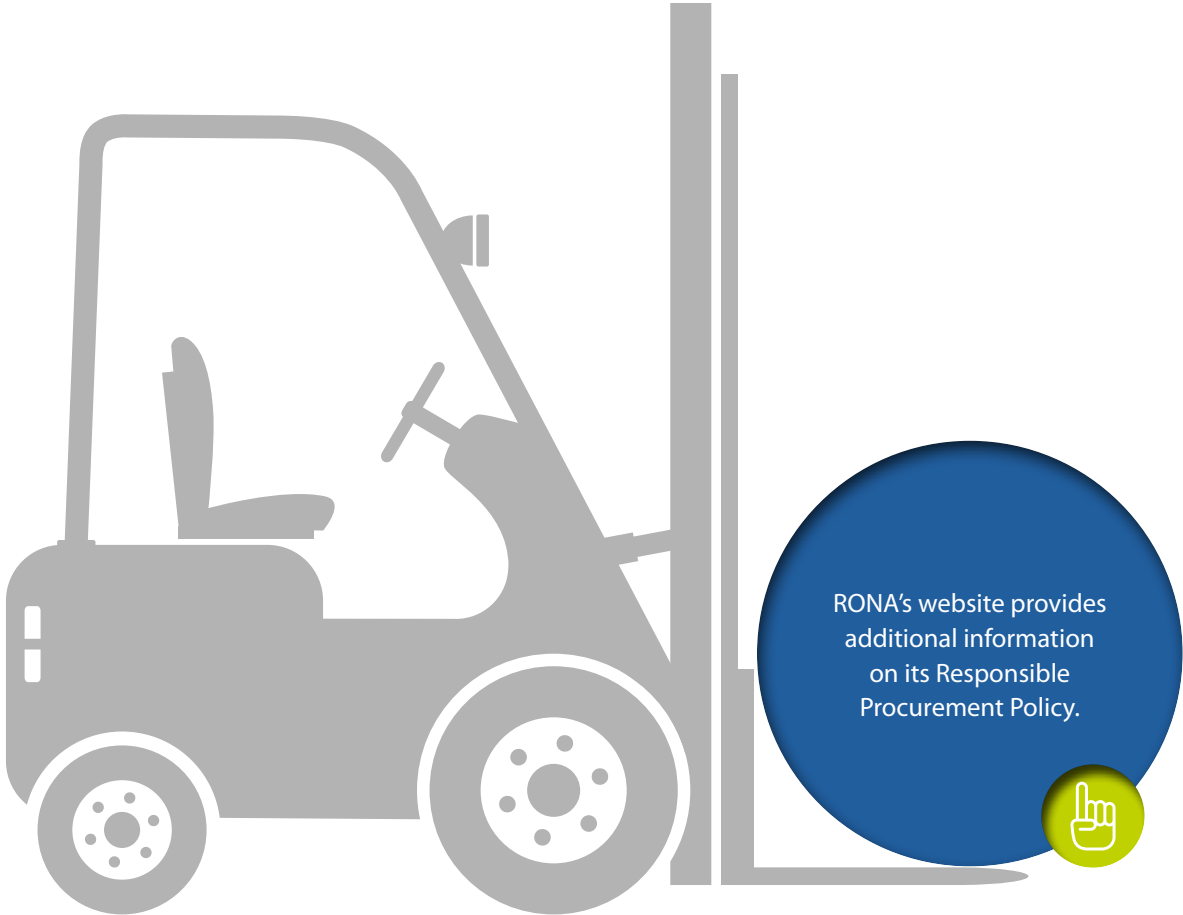 RONA’s website provides
additional information
on its Responsible
Procurement Policy.